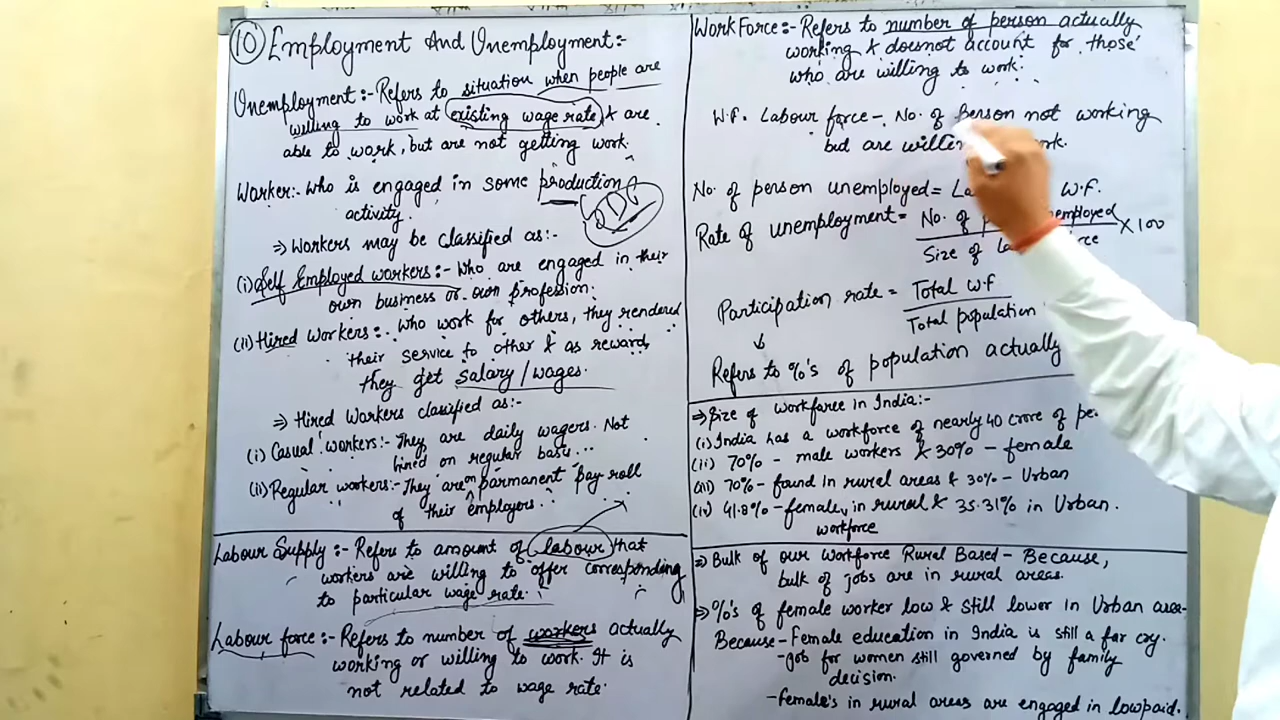 (10) Employment And Unemployment:-
Unemployment:- Refers to situation when people are
willing to work at existing wage rate & are
able to work, but are not getting work.
Worker:- Who is engaged in some production
activity.
⇒ Workers may be classified as:-
(i) Self Employed workers:- Who are engaged in their
own business or own profession.
(ii) Hired Workers:- Who work for others, they rendered
their service to other & as rewards
they get salary/wages.
⇒ Hired Workers classified as:-
(i) Casual workers:- They are daily wagers. Not
hired on regular basis...
(ii) Regular workers:- They are on parmanent pay roll
of their employers.
Labour Supply:- Refers to amount of labour that
workers are willing to offer corresponding
to particular wage rate.
Labour force:- Refers to number of workers actually
working or willing to work. It is
not related to wage rate.
Work Force:- Refers to number of person actually
working & doesnot account for those
who are willing to work.
W.F. Labour force - No. of Person not working
but are
No. of person unemployed = W.F.
Rate of unemployment = No. of × 100
Size of
Participation rate = Total W.F
Total population
Refers to %'s of population actually
⇒ Size of workforce in India:-
(i) India has a workforce of nearly 40 crore of
(ii) 70% - male workers & 30% - female
(iii) 70% - found in rural areas & 30% - Urban
(iv) 41.8% - female workforce in rural & 35.31% in Urban.
⇒ Bulk of our workforce Rural Based - Because,
bulk of jobs are in rural areas.
⇒ %'s of female worker low & still lower in Urban area-
Because - Female education in India is still a far cry.
- Job for women still governed by family
decision.
- Female's in rural areas are engaged in lowpaid.